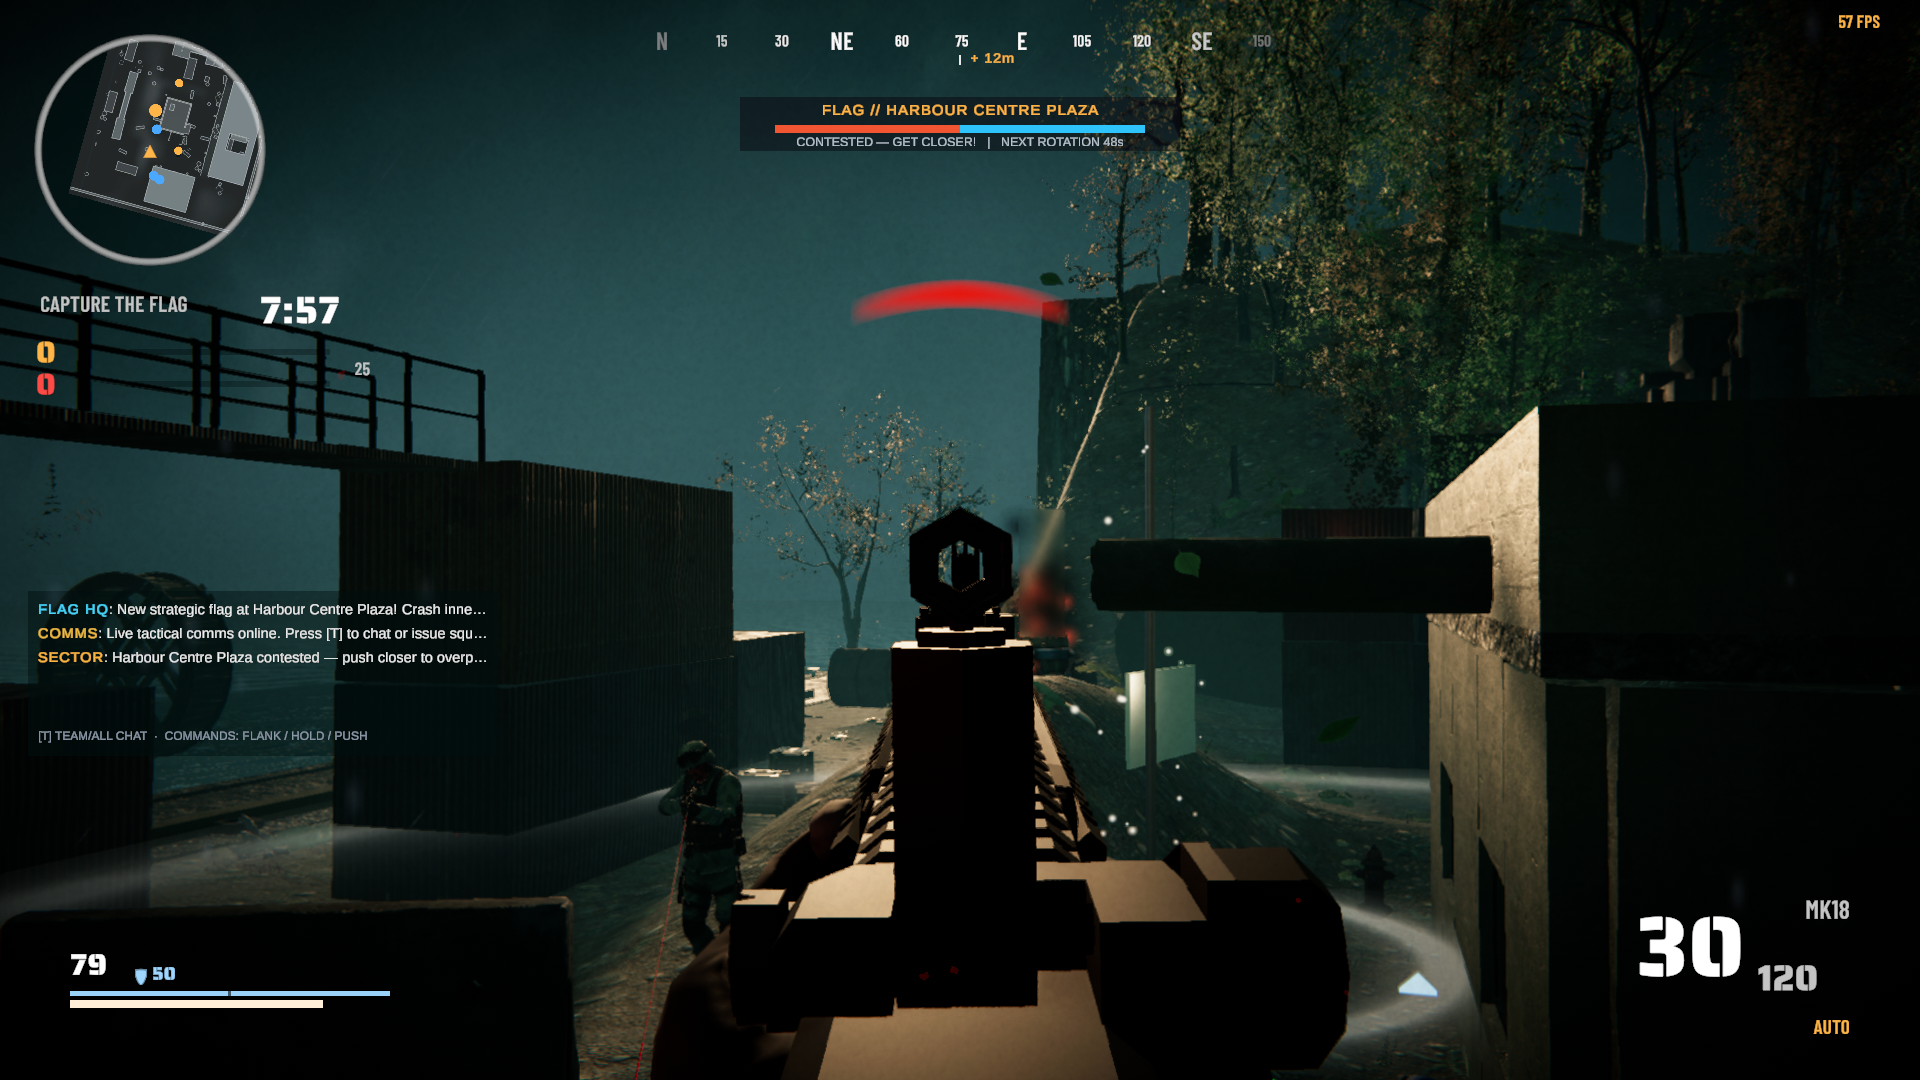 57 FPS
N 15 30 NE 60 75 E 105 120 SE 150
+ 12m
FLAG // HARBOUR CENTRE PLAZA
CONTESTED — GET CLOSER! | NEXT ROTATION 48s
CAPTURE THE FLAG 7:57
0
25
0
FLAG HQ: New strategic flag at Harbour Centre Plaza! Crash inne...
COMMS: Live tactical comms online. Press [T] to chat or issue squ...
SECTOR: Harbour Centre Plaza contested — push closer to overp...
[T] TEAM/ALL CHAT · COMMANDS: FLANK / HOLD / PUSH
79 50
MK18
30 120
AUTO